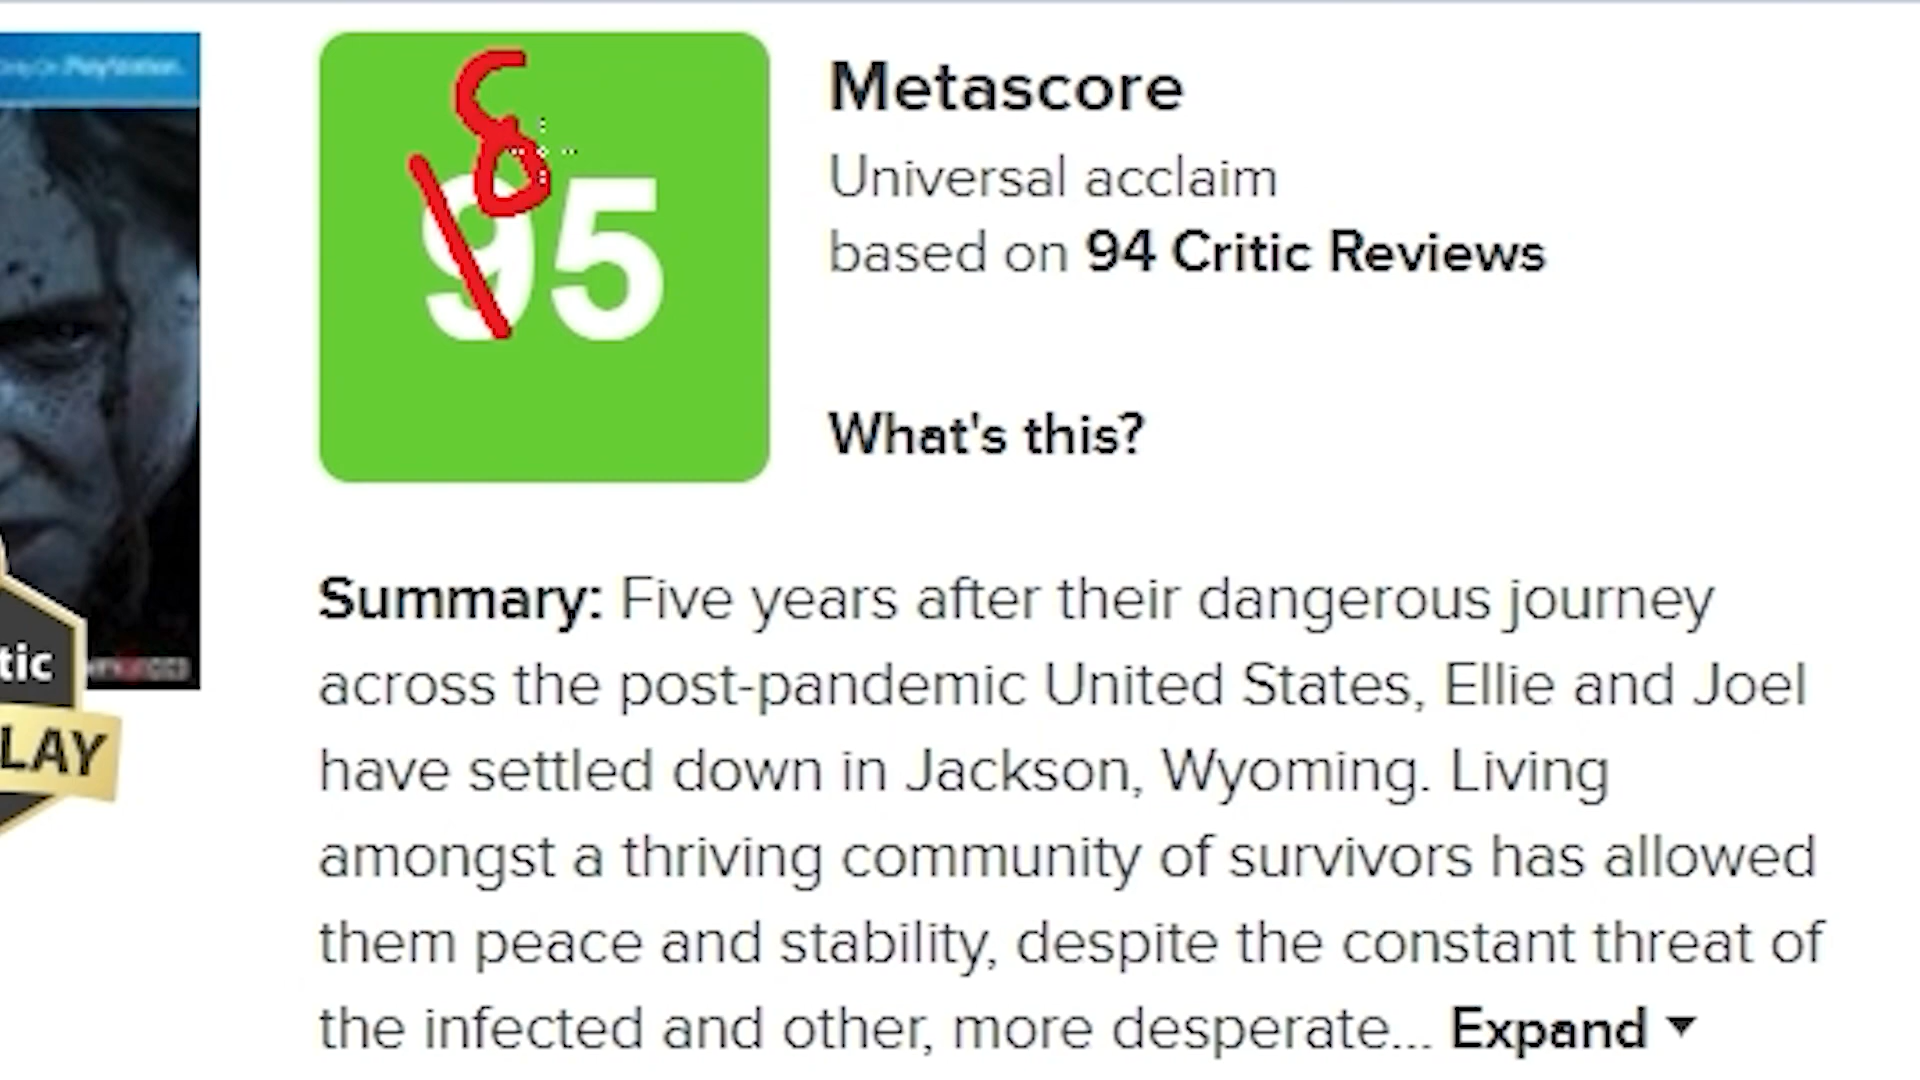 PlayStation
8
95
Metascore
Universal acclaim
based on 94 Critic Reviews
What's this?
Summary: Five years after their dangerous journey
across the post-pandemic United States, Ellie and Joel
have settled down in Jackson, Wyoming. Living
amongst a thriving community of survivors has allowed
them peace and stability, despite the constant threat of
the infected and other, more desperate... Expand
tic
LAY